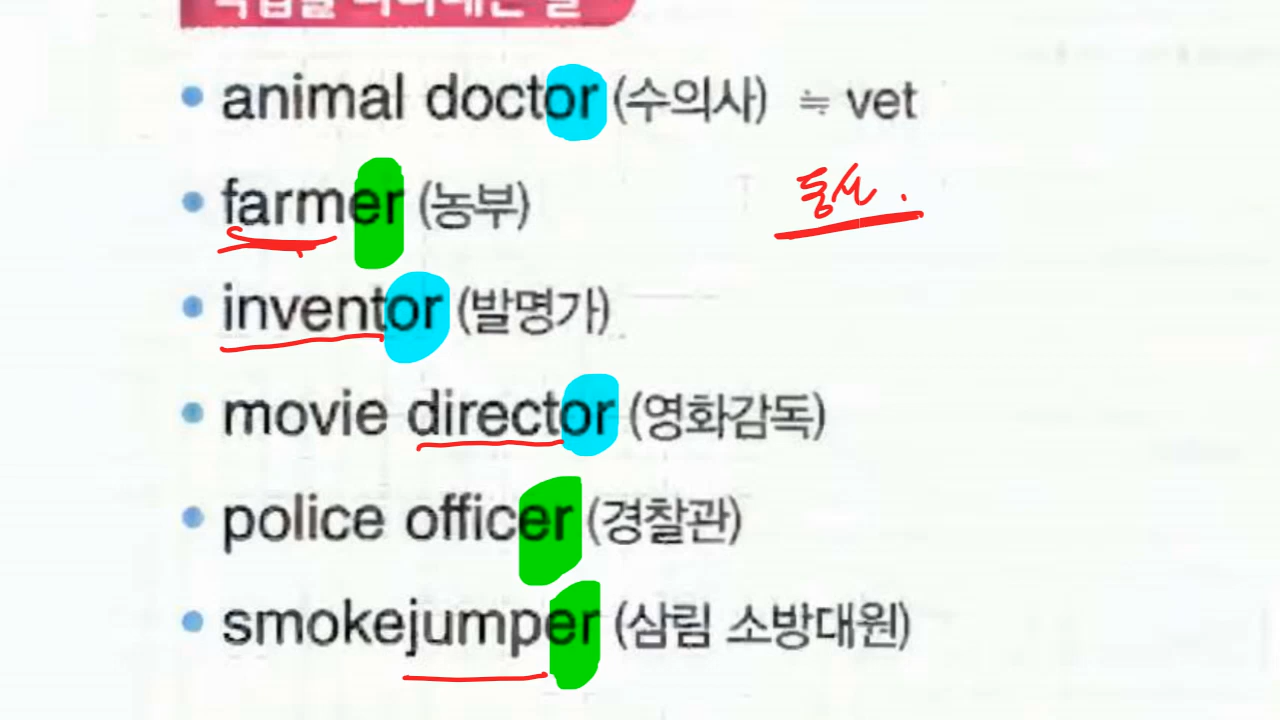 • animal doctor (수의사) ≒ vet
• farmer (농부)
동사.
• inventor (발명가)
• movie director (영화감독)
• police officer (경찰관)
• smokejumper (삼림 소방대원)